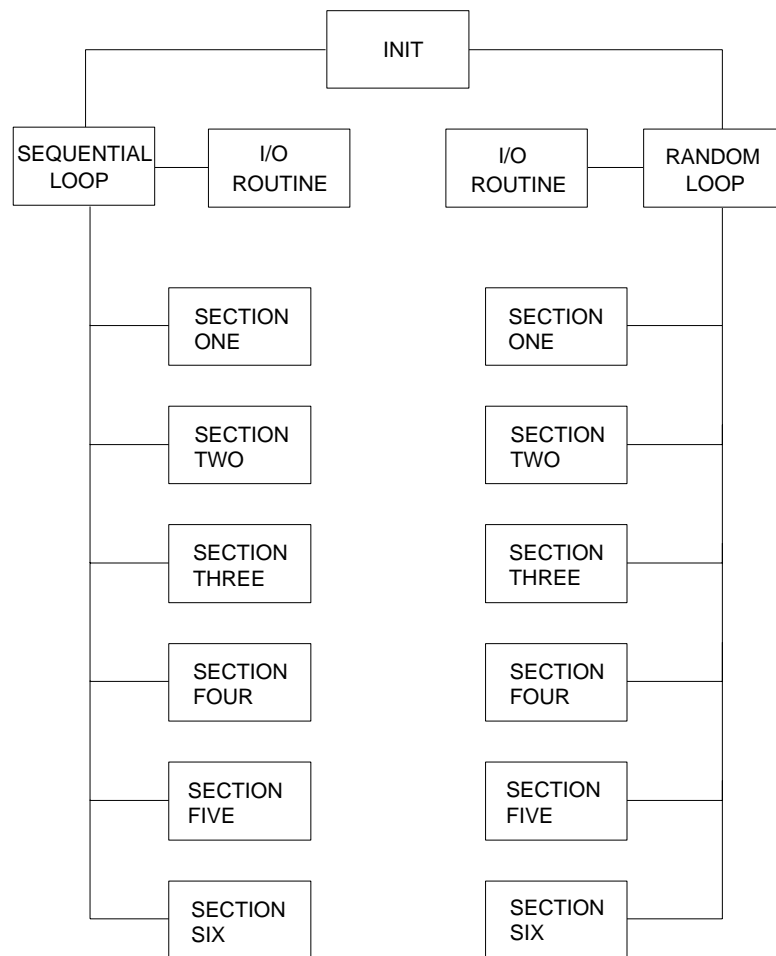 INIT
SEQUENTIAL
LOOP
I/O
ROUTINE
I/O
ROUTINE
RANDOM
LOOP
SECTION
ONE
SECTION
ONE
SECTION
TWO
SECTION
TWO
SECTION
THREE
SECTION
THREE
SECTION
FOUR
SECTION
FOUR
SECTION
FIVE
SECTION
FIVE
SECTION
SIX
SECTION
SIX